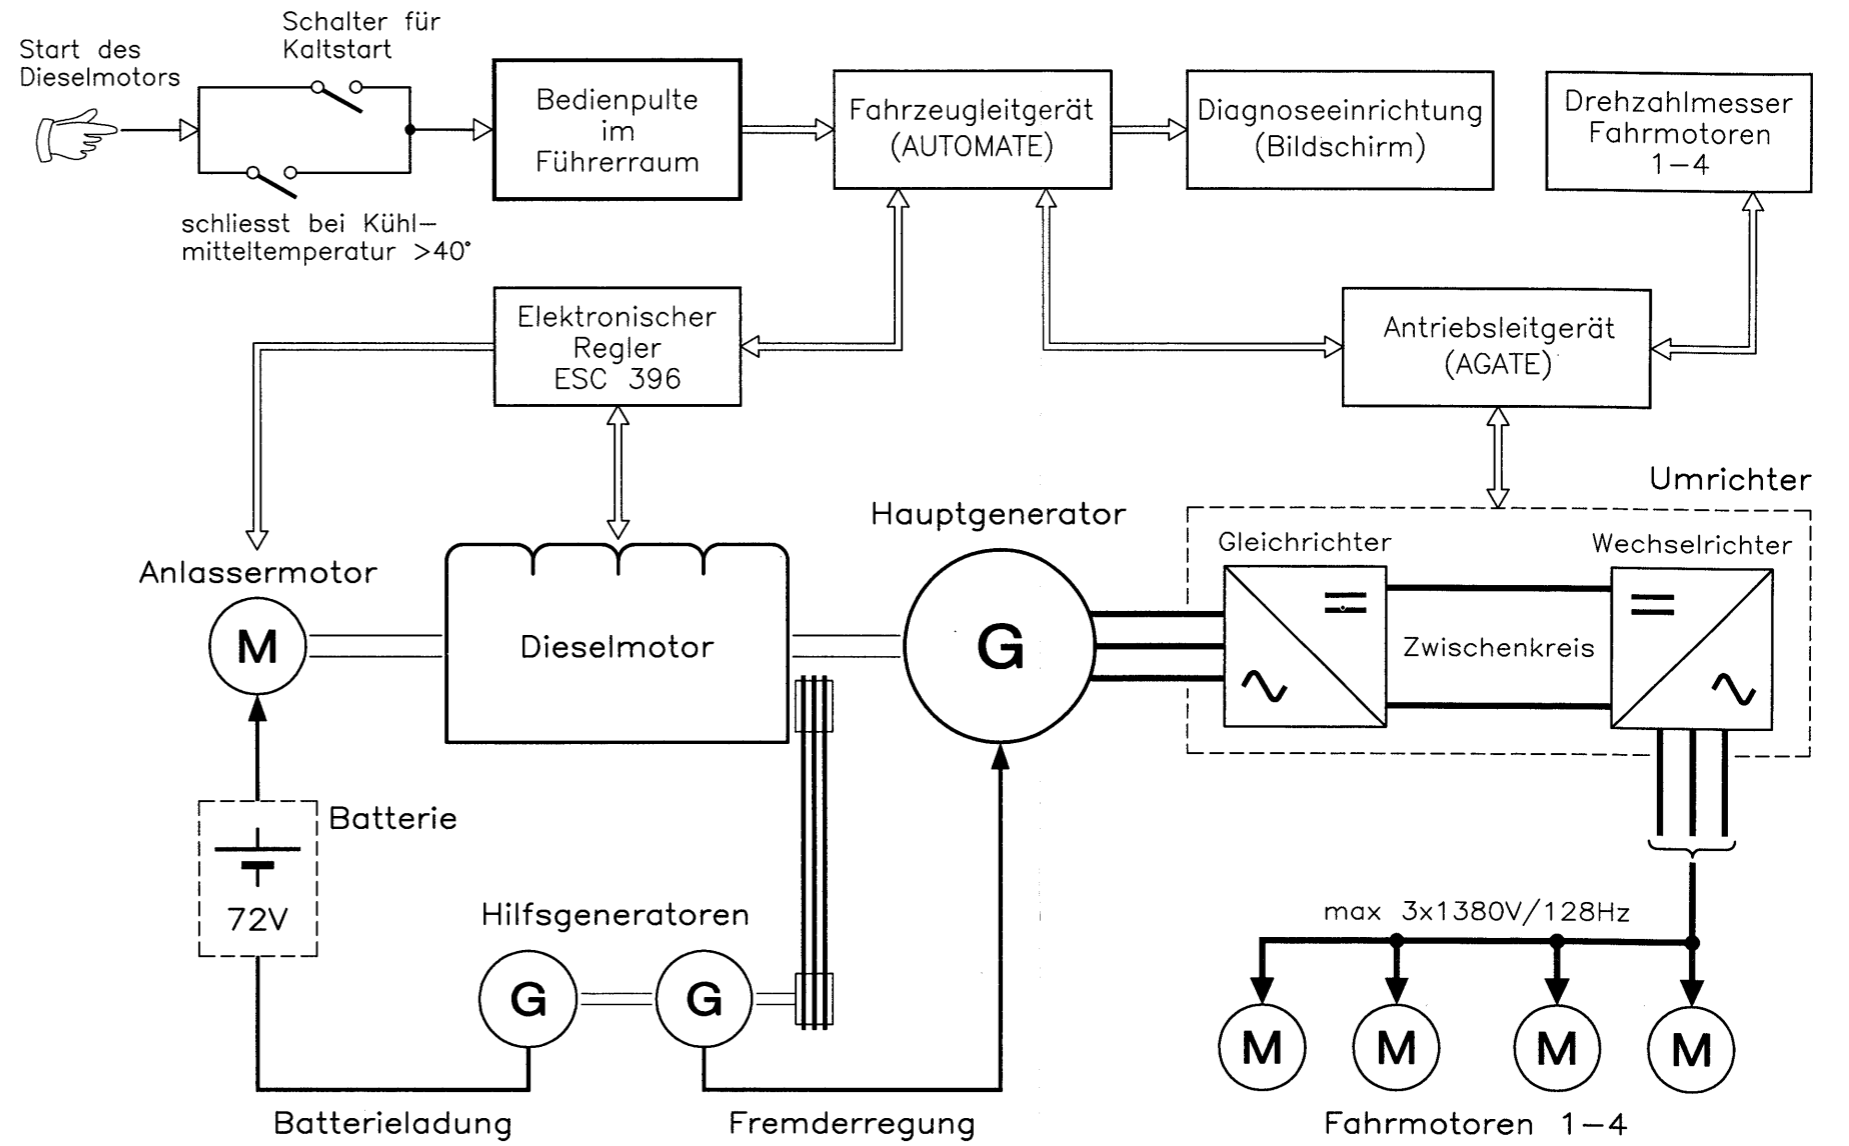 Start des
Dieselmotors
Schalter für
Kaltstart
schliesst bei Kühl–
mitteltemperatur >40°
Bedienpulte
im
Führerraum
Fahrzeugleitgerät
(AUTOMATE)
Diagnoseeinrichtung
(Bildschirm)
Drehzahlmesser
Fahrmotoren
1–4
Elektronischer
Regler
ESC 396
Antriebsleitgerät
(AGATE)
Umrichter
Hauptgenerator
Gleichrichter
Wechselrichter
Anlassermotor
M
Dieselmotor
G
Zwischenkreis
Batterie
72V
Hilfsgeneratoren
G
G
max 3x1380V/128Hz
M
M
M
M
Batterieladung
Fremderregung
Fahrmotoren 1–4